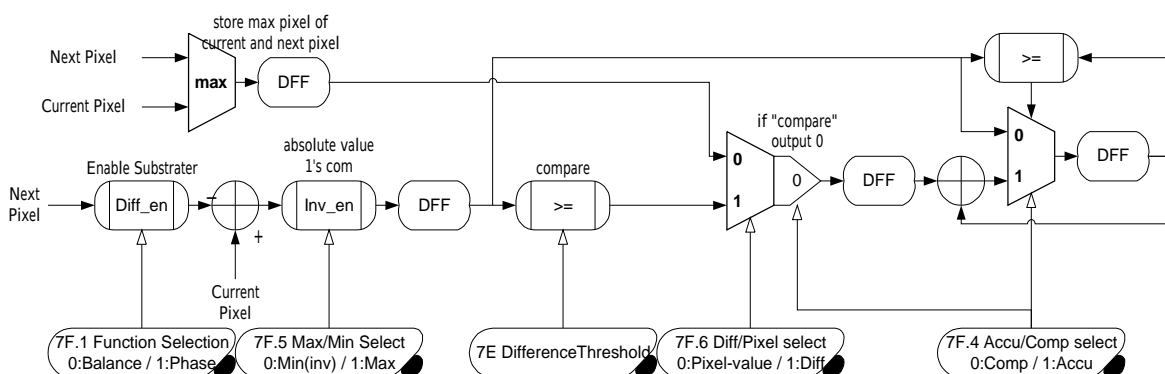 store max pixel of
current and next pixel
Next Pixel
max
DFF
>=
Current Pixel
if "compare"
output 0
absolute value
1's com
0
0
Enable Substrater
compare
0
DFF
DFF
1
1
Next
Pixel
Diff_en
−
Inv_en
DFF
>=
+
Current
Pixel
7F.1 Function Selection
0:Balance / 1:Phase
7F.5 Max/Min Select
0:Min(inv) / 1:Max
7E DifferenceThreshold
7F.6 Diff/Pixel select
0:Pixel-value / 1:Diff
7F.4 Accu/Comp select
0:Comp / 1:Accu